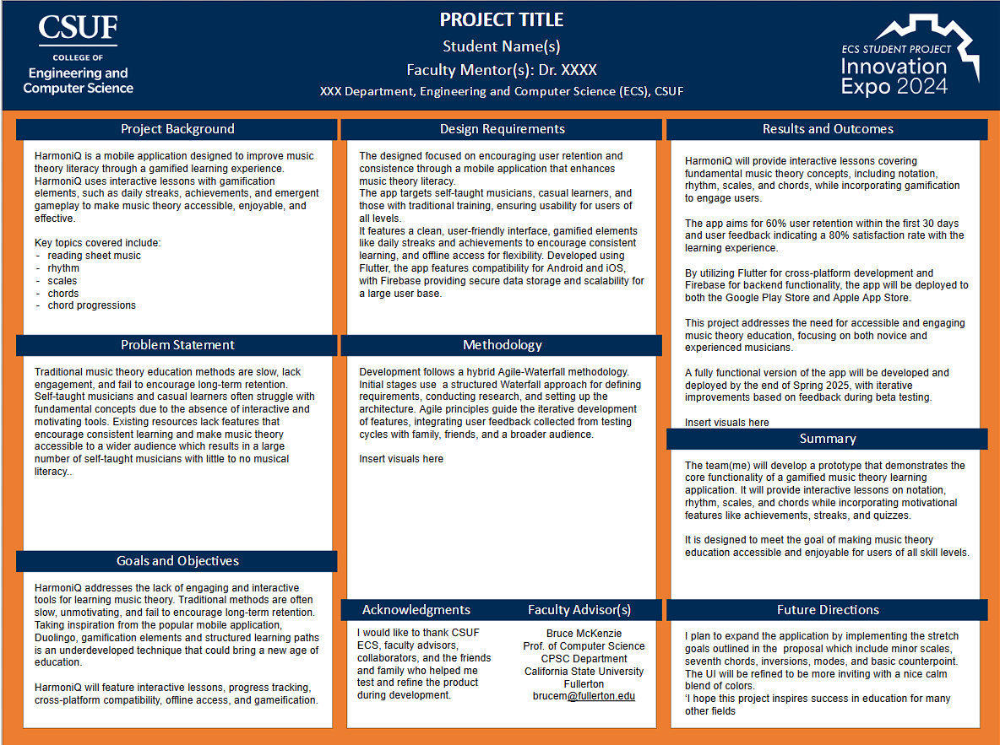 CSUF
COLLEGE OF
Engineering and
Computer Science
PROJECT TITLE
Student Name(s)
Faculty Mentor(s): Dr. XXXX
XXX Department, Engineering and Computer Science (ECS), CSUF
ECS STUDENT PROJECT
Innovation
Expo 2024
Project Background
HarmoniQ is a mobile application designed to improve music
theory literacy through a gamified learning experience.
HarmoniQ uses interactive lessons with gamification
elements, such as daily streaks, achievements, and emergent
gameplay to make music theory accessible, enjoyable, and
effective.
Key topics covered include:
- reading sheet music
- rhythm
- scales
- chords
- chord progressions
Problem Statement
Traditional music theory education methods are slow, lack
engagement, and fail to encourage long-term retention.
Self-taught musicians and casual learners often struggle with
fundamental concepts due to the absence of interactive and
motivating tools. Existing resources lack features that
encourage consistent learning and make music theory
accessible to a wider audience which results in a large
number of self-taught musicians with little to no musical
literacy..
Goals and Objectives
HarmoniQ addresses the lack of engaging and interactive
tools for learning music theory. Traditional methods are often
slow, unmotivating, and fail to encourage long-term retention.
Taking inspiration from the popular mobile application,
Duolingo, gamification elements and structured learning paths
is an underdeveloped technique that could bring a new age of
education.
HarmoniQ will feature interactive lessons, progress tracking,
cross-platform compatibility, offline access, and gameification.
Design Requirements
The designed focused on encouraging user retention and
consistence through a mobile application that enhances
music theory literacy.
The app targets self-taught musicians, casual learners, and
those with traditional training, ensuring usability for users of
all levels.
It features a clean, user-friendly interface, gamified elements
like daily streaks and achievements to encourage consistent
learning, and offline access for flexibility. Developed using
Flutter, the app features compatibility for Android and iOS,
with Firebase providing secure data storage and scalability for
a large user base.
Methodology
Development follows a hybrid Agile-Waterfall methodology.
Initial stages use  a structured Waterfall approach for defining
requirements, conducting research, and setting up the
architecture. Agile principles guide the iterative development
of features, integrating user feedback collected from testing
cycles with family, friends, and a broader audience.
Insert visuals here
Acknowledgments
I would like to thank CSUF
ECS, faculty advisors,
collaborators, and the friends
and family who helped me
test and refine the product
during development.
Faculty Advisor(s)
Bruce McKenzie
Prof. of Computer Science
CPSC Department
California State University
Fullerton
brucem@fullerton.edu
Results and Outcomes
HarmoniQ will provide interactive lessons covering
fundamental music theory concepts, including notation,
rhythm, scales, and chords, while incorporating gamification
to engage users.
The app aims for 60% user retention within the first 30 days
and user feedback indicating a 80% satisfaction rate with the
learning experience.
By utilizing Flutter for cross-platform development and
Firebase for backend functionality, the app will be deployed to
both the Google Play Store and Apple App Store.
This project addresses the need for accessible and engaging
music theory education, focusing on both novice and
experienced musicians.
A fully functional version of the app will be developed and
deployed by the end of Spring 2025, with iterative
improvements based on feedback during beta testing.
Insert visuals here
Summary
The team(me) will develop a prototype that demonstrates the
core functionality of a gamified music theory learning
application. It will provide interactive lessons on notation,
rhythm, scales, and chords while incorporating motivational
features like achievements, streaks, and quizzes.
It is designed to meet the goal of making music theory
education accessible and enjoyable for users of all skill levels.
Future Directions
I plan to expand the application by implementing the stretch
goals outlined in the  proposal which include minor scales,
seventh chords, inversions, modes, and basic counterpoint.
The UI will be refined to be more inviting with a nice calm
blend of colors.
'I hope this project inspires success in education for many
other fields